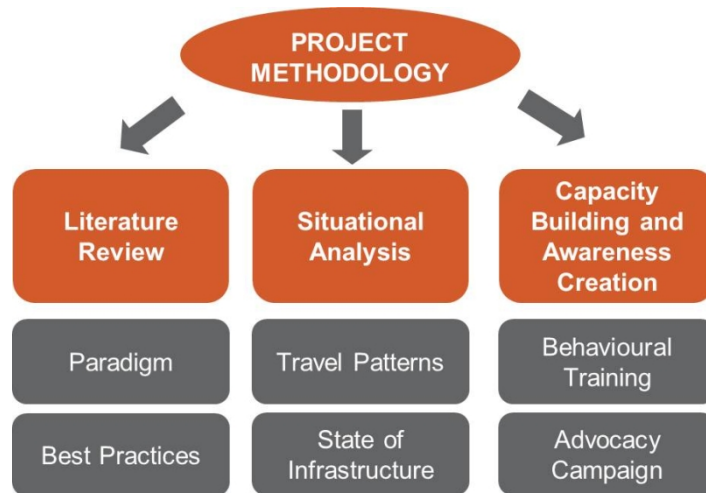 PROJECT
METHODOLOGY
Literature
Review
Situational
Analysis
Capacity
Building and
Awareness
Creation
Paradigm
Travel Patterns
Behavioural
Training
Best Practices
State of
Infrastructure
Advocacy
Campaign